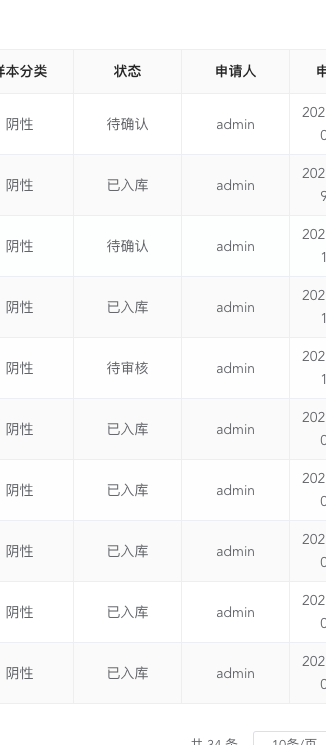 样本分类 状态 申请人 申
阴性 待确认 admin 202
0
阴性 已入库 admin 202
9
阴性 待确认 admin 202
1
阴性 已入库 admin 202
1
阴性 待审核 admin 202
1
阴性 已入库 admin 202
0
阴性 已入库 admin 202
0
阴性 已入库 admin 202
0
阴性 已入库 admin 202
0
阴性 已入库 admin 202
0
共 34 条 10条/页